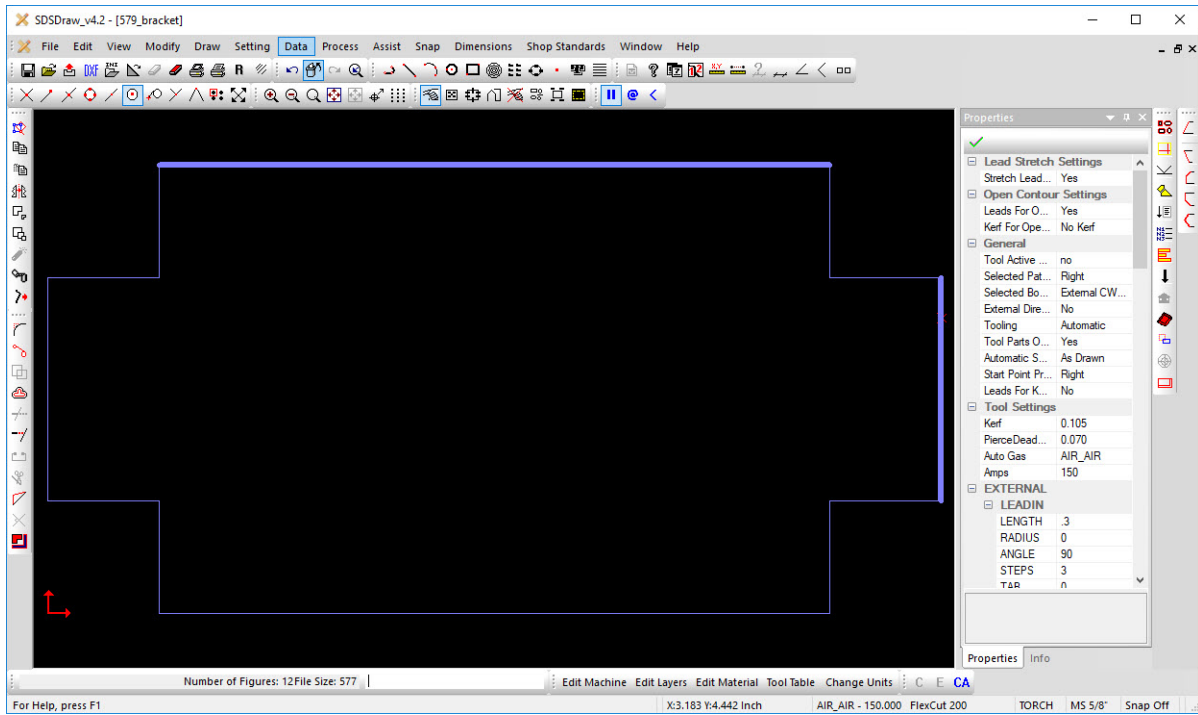 SDSDraw_v4.2 - [579_bracket]
File Edit View Modify Draw Setting Data Process Assist Snap Dimensions Shop Standards Window Help
DXF
R
Properties
Lead Stretch Settings
Stretch Lead... Yes
Open Contour Settings
Leads For O... Yes
Kerf For Ope... No Kerf
General
Tool Active ... no
Selected Pat... Right
Selected Bo... External CW...
External Dire... No
Tooling Automatic
Tool Parts O... Yes
Automatic S... As Drawn
Start Point Pr... Right
Leads For K... No
Tool Settings
Kerf 0.105
PierceDead... 0.070
Auto Gas AIR_AIR
Amps 150
EXTERNAL
LEADIN
LENGTH .3
RADIUS 0
ANGLE 90
STEPS 3
TAB 0
Properties Info
Number of Figures: 12File Size: 577
Edit Machine Edit Layers Edit Material Tool Table Change Units C E CA
For Help, press F1
X:3.183 Y:4.442 Inch AIR_AIR - 150.000 FlexCut 200 TORCH MS 5/8" Snap Off